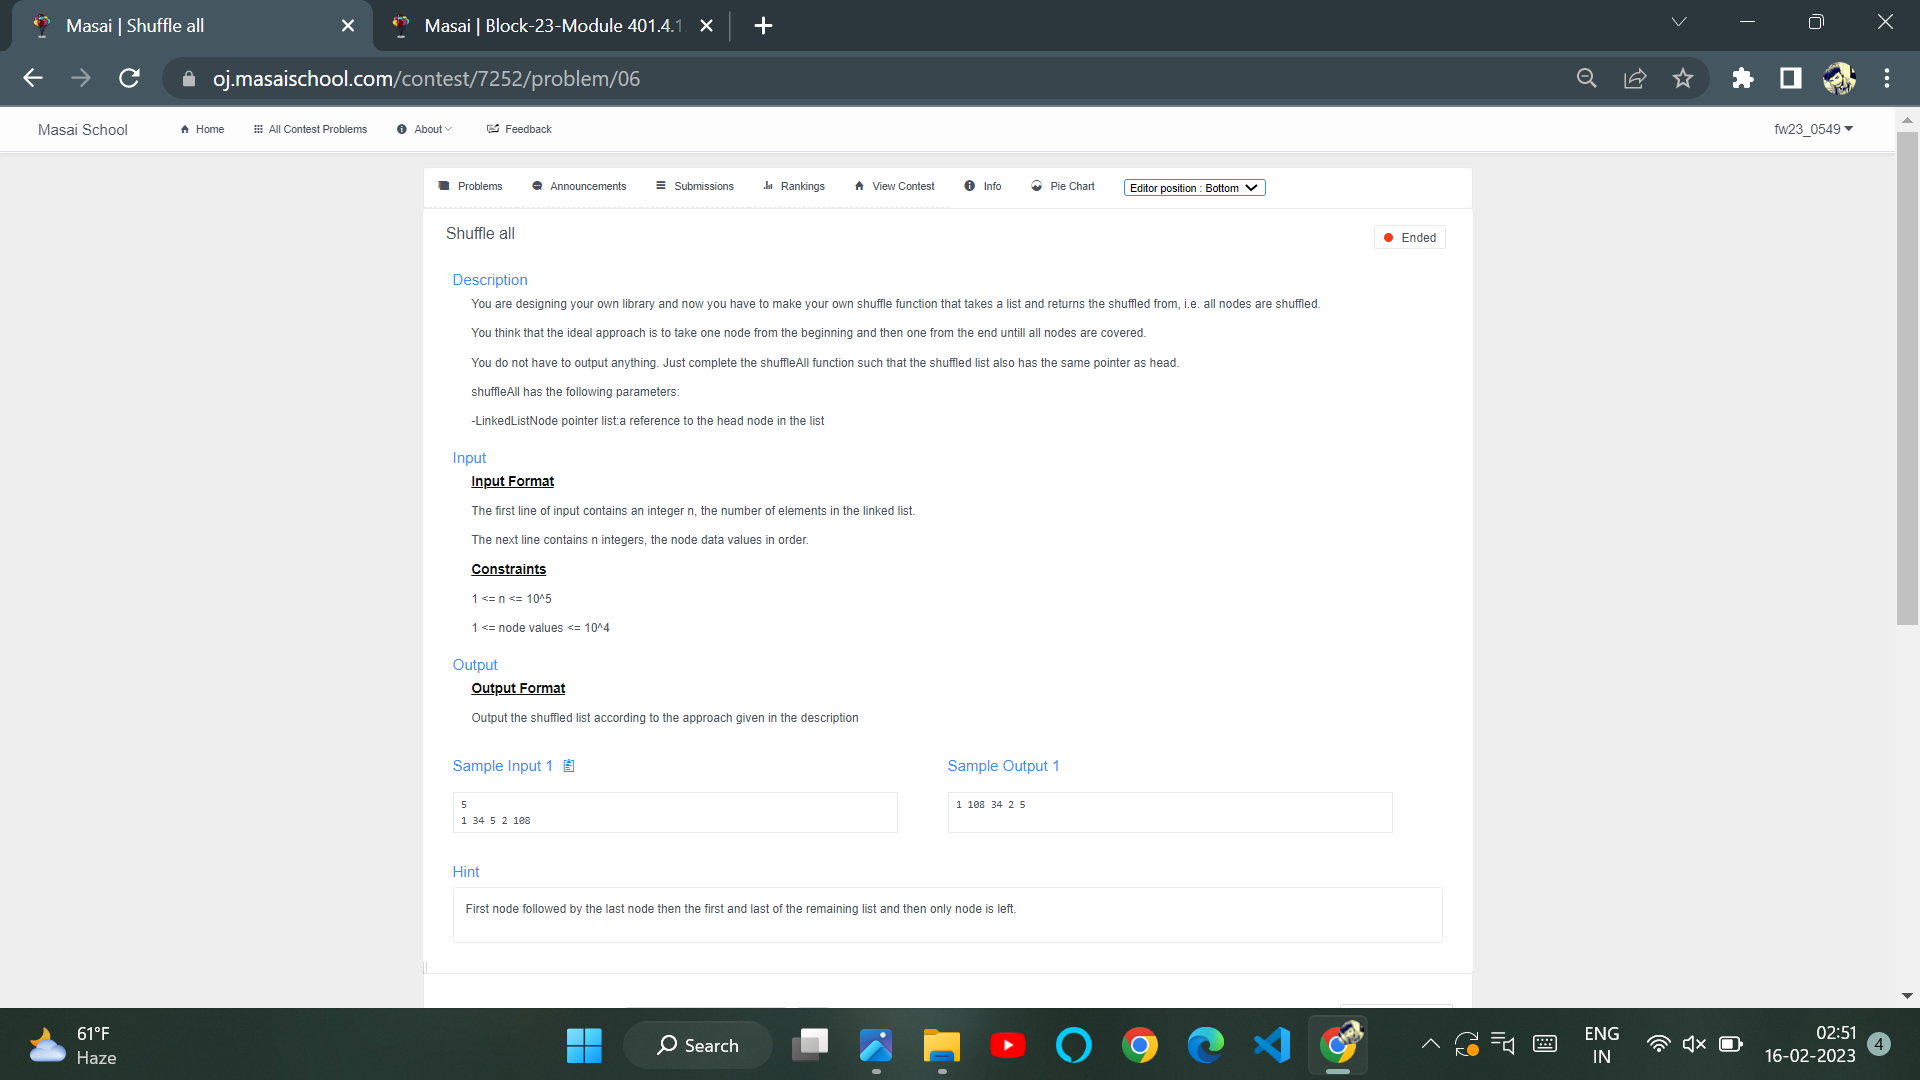 Masai | Shuffle all
Masai | Block-23-Module 401.4.1
oj.masaischool.com/contest/7252/problem/06
Masai School Home All Contest Problems About Feedback fw23_0549
Problems Announcements Submissions Rankings View Contest Info Pie Chart Editor position : Bottom
Shuffle all
Ended
Description
You are designing your own library and now you have to make your own shuffle function that takes a list and returns the shuffled from, i.e. all nodes are shuffled.
You think that the ideal approach is to take one node from the beginning and then one from the end untill all nodes are covered.
You do not have to output anything. Just complete the shuffleAll function such that the shuffled list also has the same pointer as head.
shuffleAll has the following parameters:
-LinkedListNode pointer list:a reference to the head node in the list
Input
Input Format
The first line of input contains an integer n, the number of elements in the linked list.
The next line contains n integers, the node data values in order.
Constraints
1 <= n <= 10^5
1 <= node values <= 10^4
Output
Output Format
Output the shuffled list according to the approach given in the description
Sample Input 1
5
1 34 5 2 108
Sample Output 1
1 108 34 2 5
Hint
First node followed by the last node then the first and last of the remaining list and then only node is left.
61°F
Haze
Search
ENG
IN
02:51
16-02-2023
4